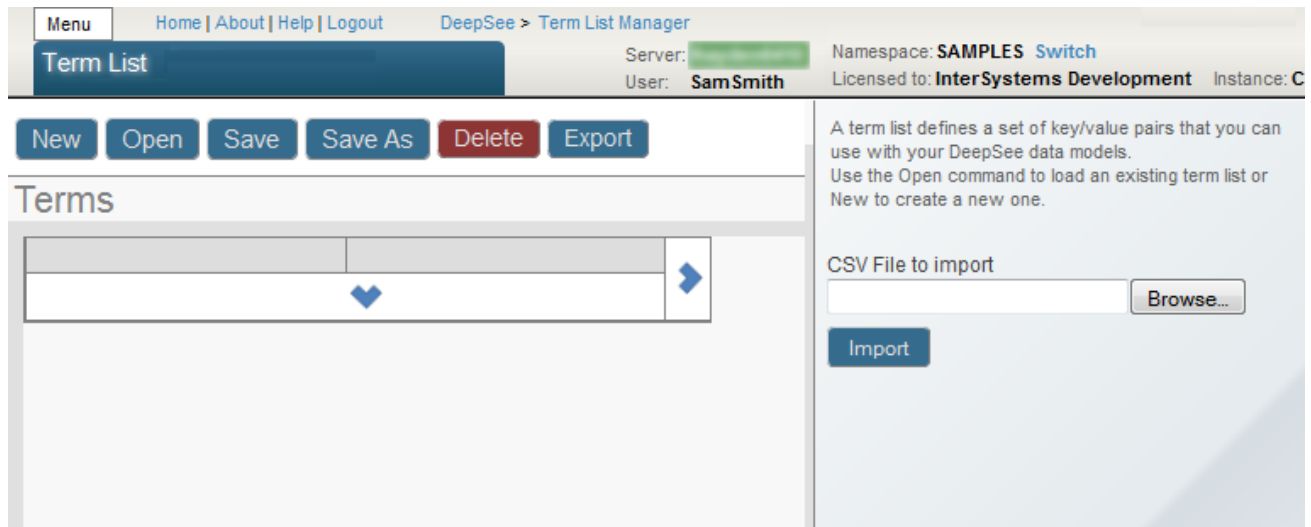 Menu Home | About | Help | Logout DeepSee > Term List Manager
Term List
Server:
User: SamSmith
Namespace: SAMPLES Switch
Licensed to: InterSystems Development Instance: C
New Open Save Save As Delete Export
Terms
A term list defines a set of key/value pairs that you can
use with your DeepSee data models.
Use the Open command to load an existing term list or
New to create a new one.
CSV File to import
Browse...
Import